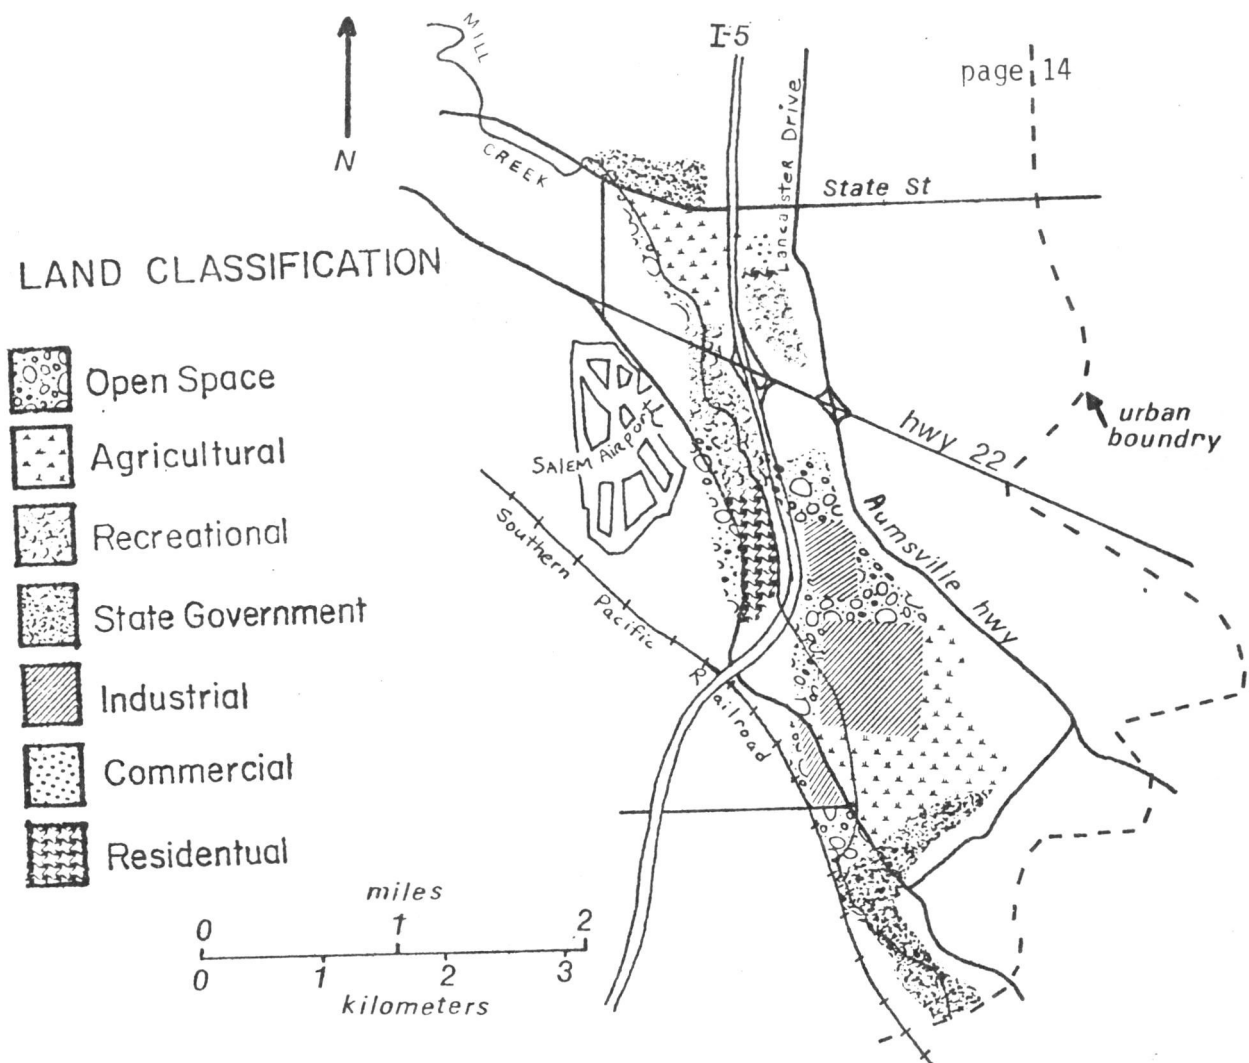 page 14
I-5
MILL
CREEK
Lancaster Drive
State St
N
LAND CLASSIFICATION
Open Space
Agricultural
Recreational
State Government
Industrial
Commercial
Residentual
hwy 22
urban
boundry
SALEM AIRPORT
Aumsville hwy
Southern
Pacific
Railroad
miles
0 1 2
0 1 2 3
kilometers